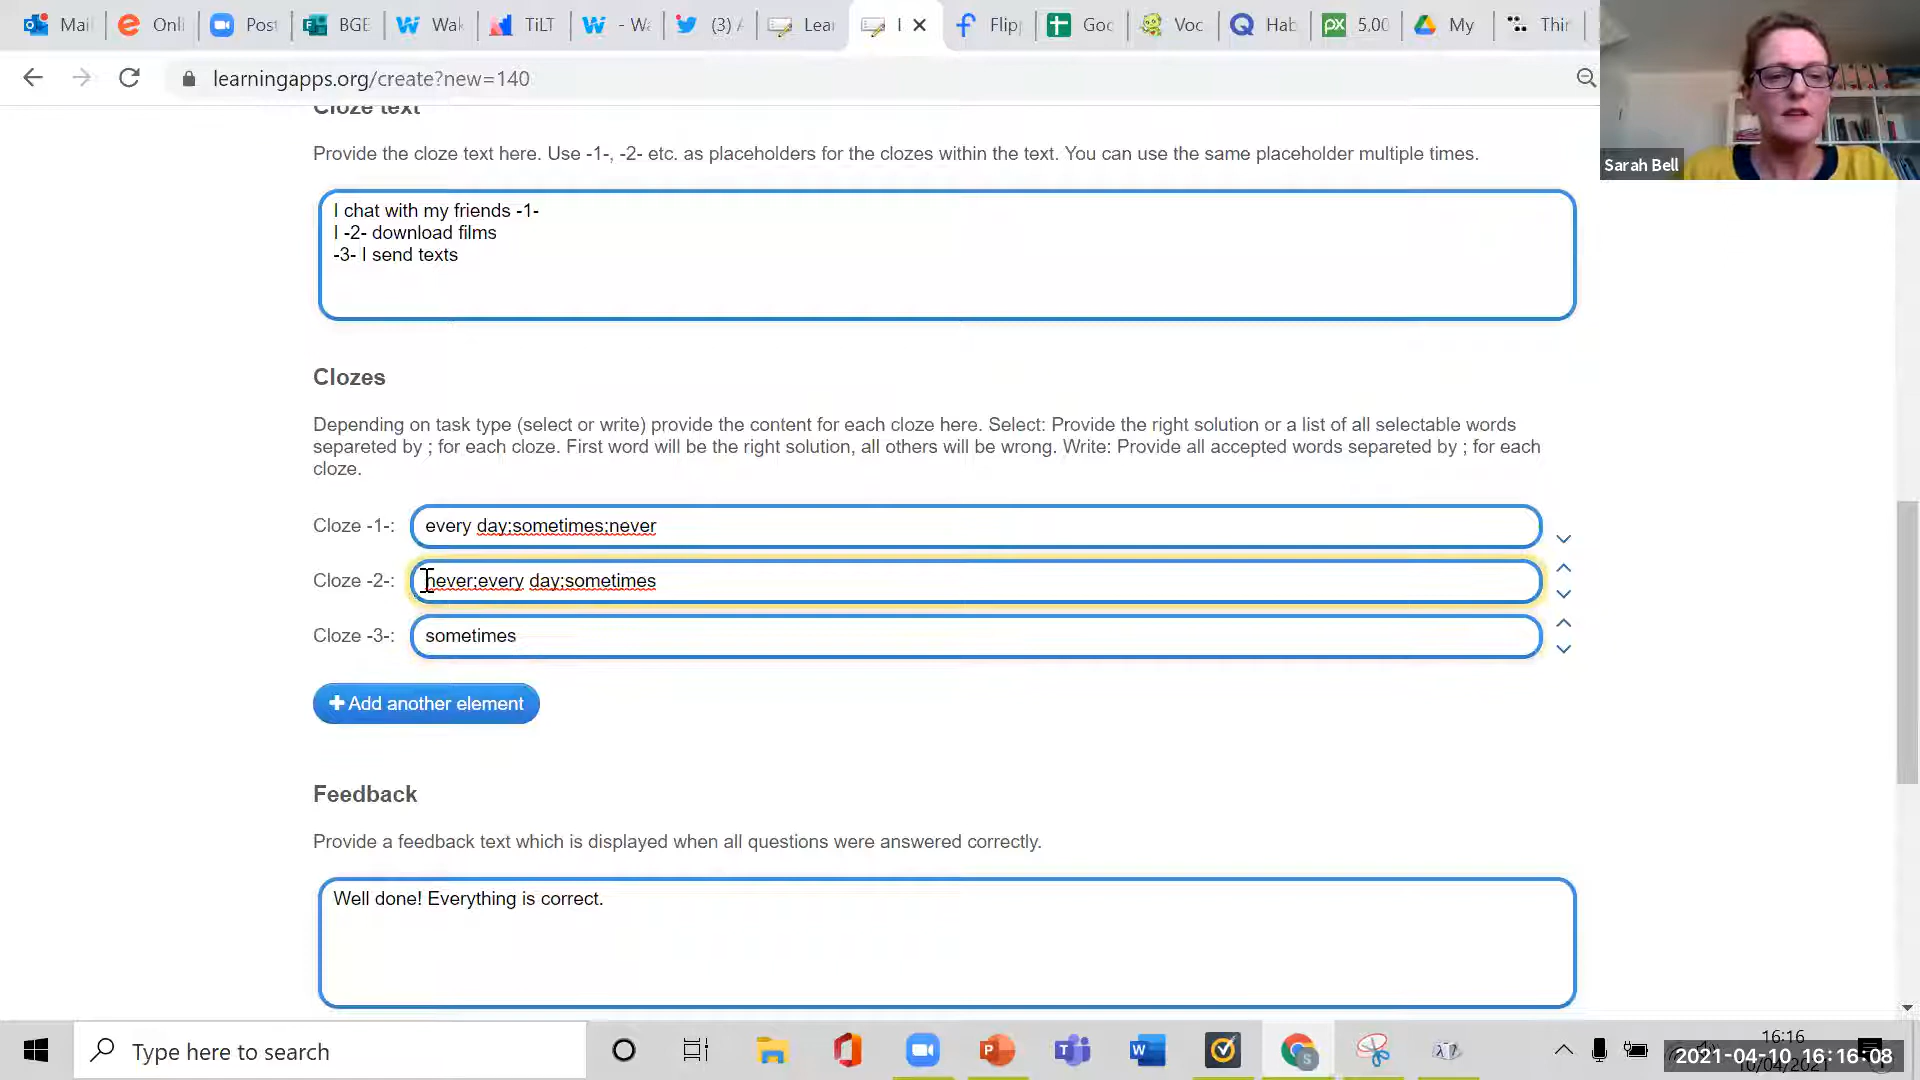 Mail
Onli
Post
BGE
Wak
TiLT
- Wa
(3) A
Lear
I
Flip
Goc
Voc
Hab
5,00
My
Thir
learningapps.org/create?new=140
Cloze text
Provide the cloze text here. Use -1-, -2- etc. as placeholders for the clozes within the text. You can use the same placeholder multiple times.
I chat with my friends -1-
I -2- download films
-3- I send texts
Clozes
Depending on task type (select or write) provide the content for each cloze here. Select: Provide the right solution or a list of all selectable words
separeted by ; for each cloze. First word will be the right solution, all others will be wrong. Write: Provide all accepted words separeted by ; for each
cloze.
Cloze -1-: every day;sometimes;never
Cloze -2-: never;every day;sometimes
Cloze -3-: sometimes
Add another element
Feedback
Provide a feedback text which is displayed when all questions were answered correctly.
Well done! Everything is correct.
Sarah Bell
Type here to search
16:16
2021-04-10 16:16:08